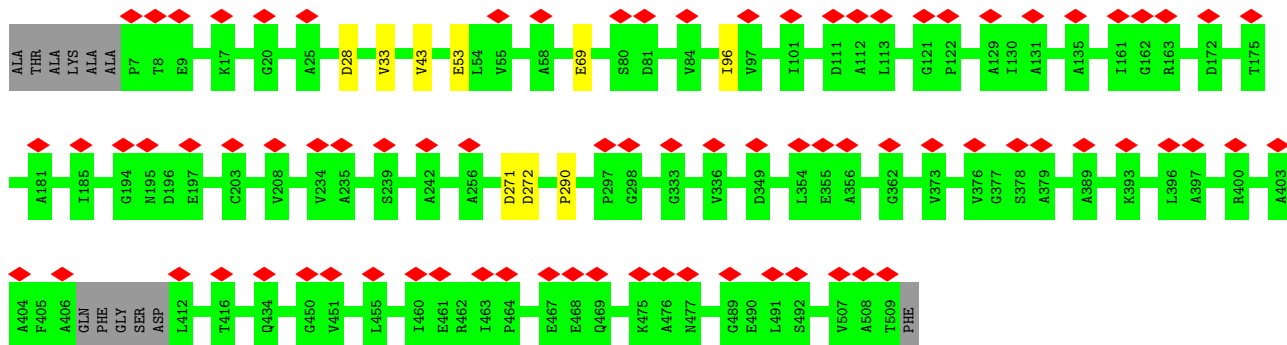 ALA THR ALA LYS ALA ALA P7 T8 E9 K17 G20 A25 D28 V33 V43 E53 L54 V55 A58 E69 S80 D81 V84 I96 V97 I101 D111 A112 L113 G121 P122 A129 I130 A131 A135 I161 G162 R163 D172 T175
A181 I185 G194 N195 D196 E197 C203 V208 V234 A235 S239 A242 A256 D271 D272 P290 P297 G298 G333 V336 D349 L354 E355 A356 G362 V373 V376 G377 S378 A379 A389 K393 L396 A397 R400 A403
A404 F405 A406 GLN PHE GLY SER ASP L412 T416 Q434 G450 V451 L455 I460 E461 R462 I463 P464 E467 E468 Q469 K475 A476 N477 G489 E490 L491 S492 V507 A508 T509 PHE